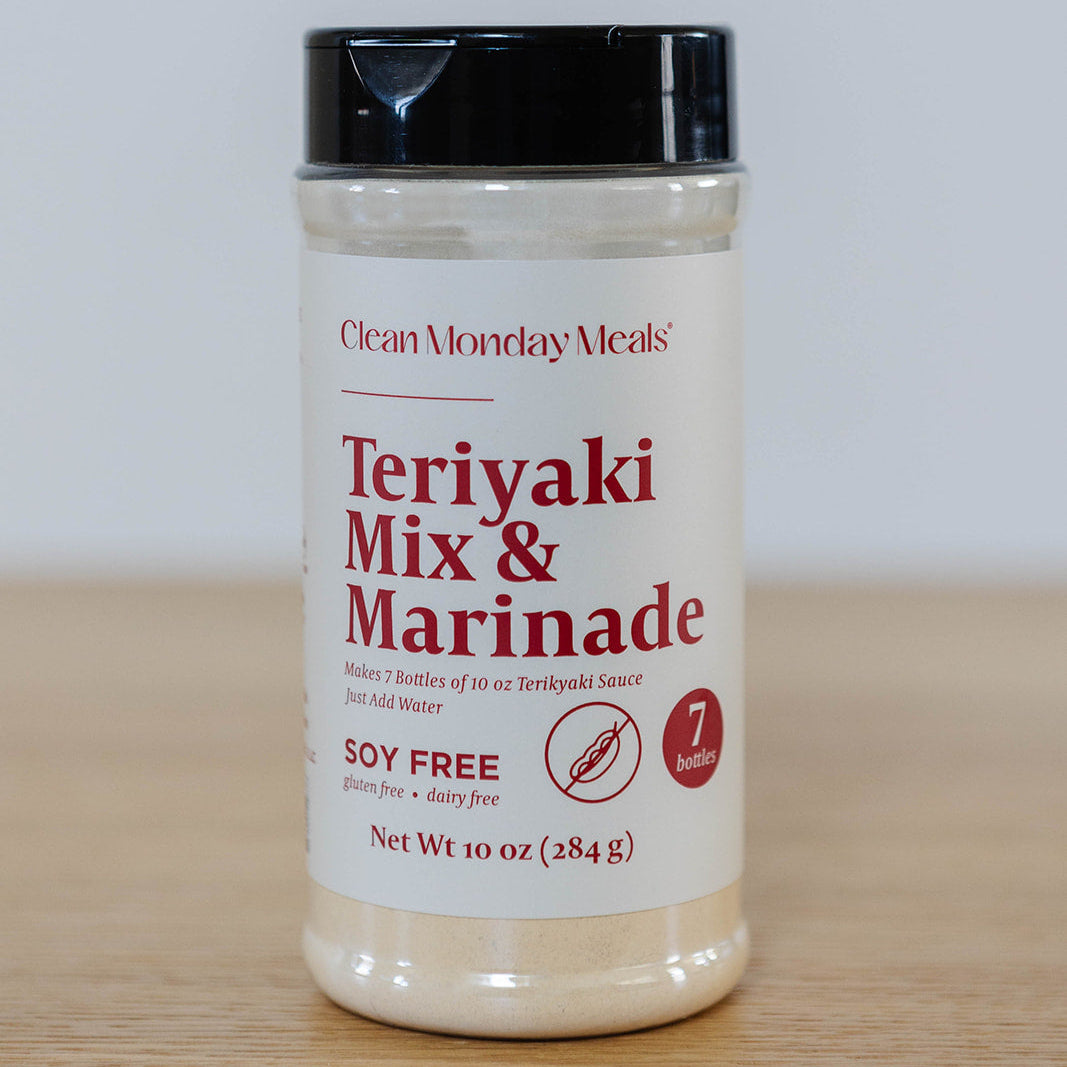 Clean Monday Meals®
Teriyaki
Mix &
Marinade
Makes 7 Bottles of 10 oz Terikyaki Sauce
Just Add Water
SOY FREE
gluten free • dairy free
7
bottles
Net Wt 10 oz (284 g)